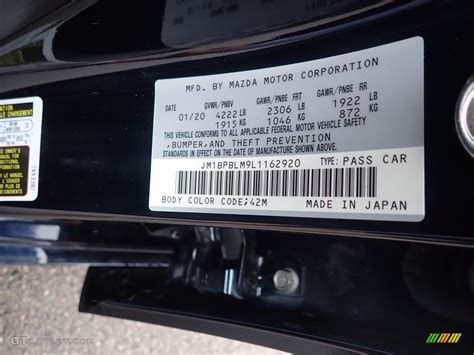 MFD. BY MAZDA MOTOR CORPORATION
GVWR/PNBV GAWR/PNBE FR GAWR/PNBE RR
01/20 4222 LB 2306 LB 1922 LB
1915 KG 1046 KG 872 KG
THIS VEHICLE CONFORMS TO ALL APPLICABLE FEDERAL MOTOR VEHICLE SAFETY
,BUMPER,AND THEFT PREVENTION
STANDARDS IN EFFECT ON THE DATE OF MANUFACTURE SHOWN ABOVE.
JM1BPBLM9L1162920 TYPE: PASS CAR
BODY COLOR CODE;42M MADE IN JAPAN
GTCARLOT.COM